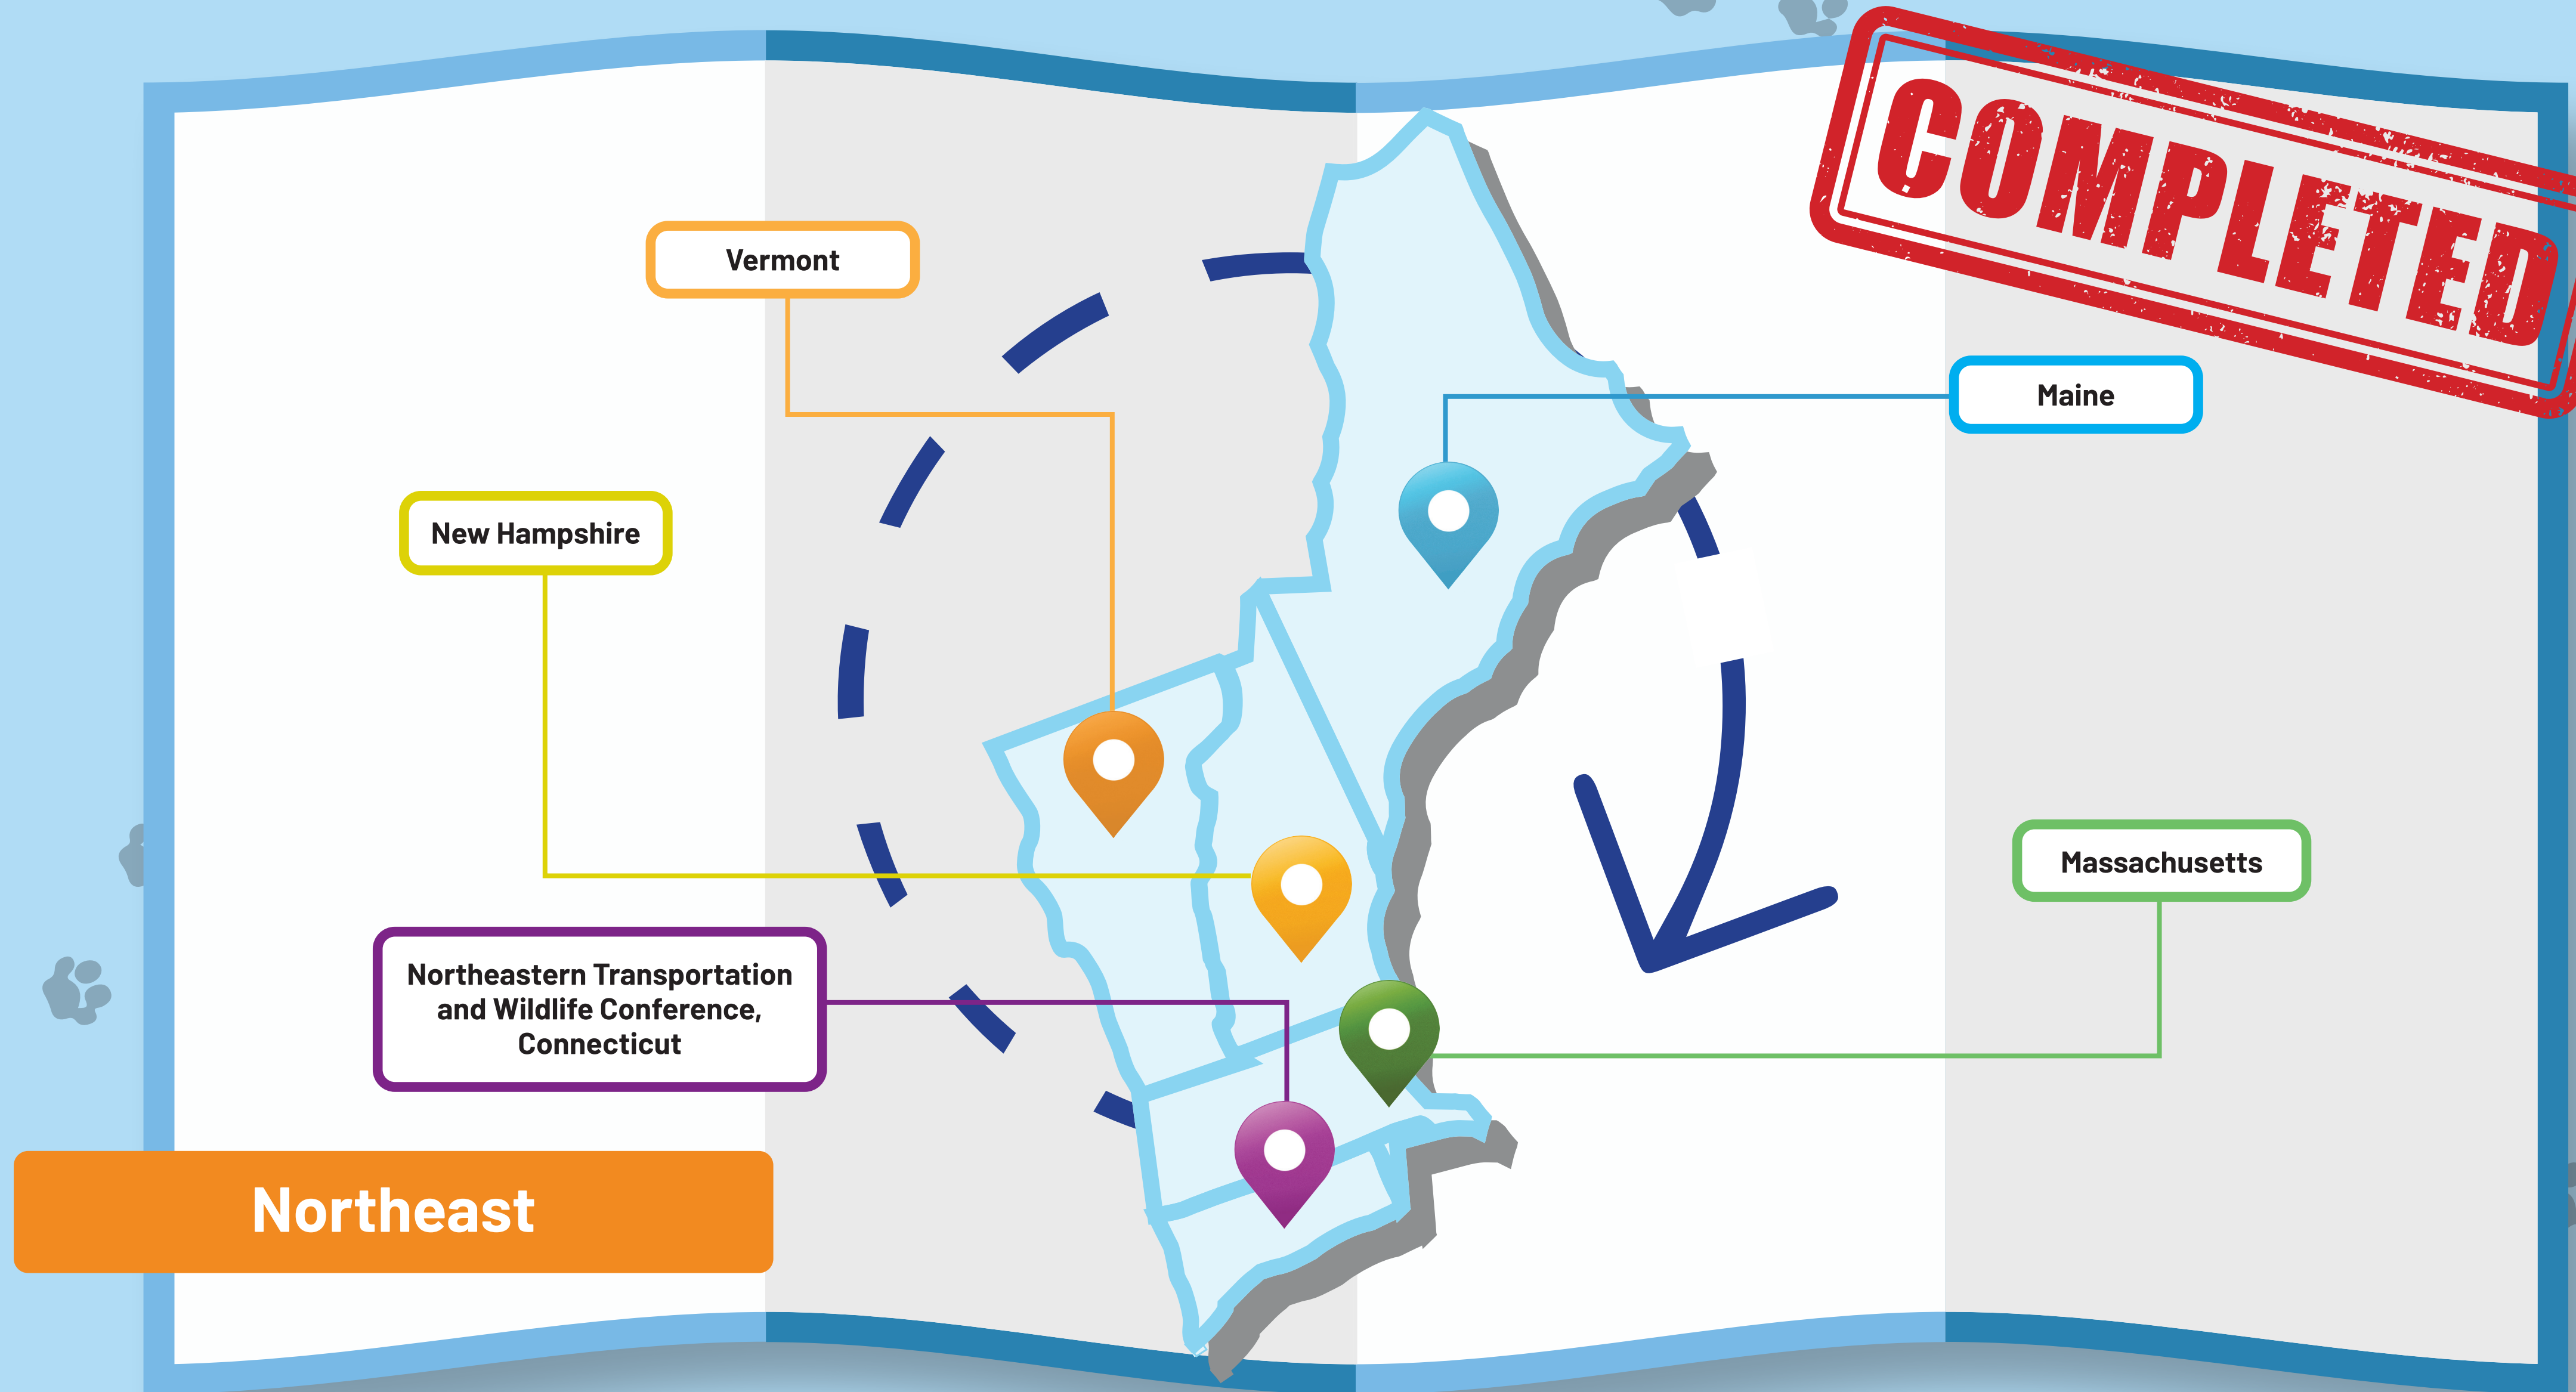 COMPLETED
Vermont
Maine
New Hampshire
Massachusetts
Northeastern Transportation
and Wildlife Conference,
Connecticut
Northeast